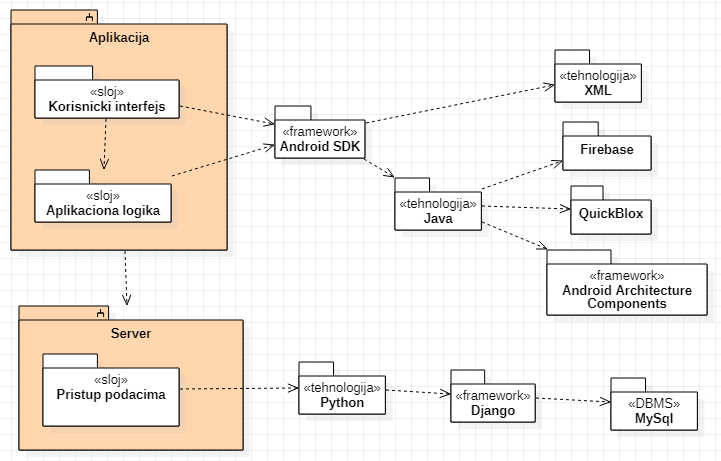 Aplikacija
«sloj»
Korisnicki interfejs
«sloj»
Aplikaciona logika
«framework»
Android SDK
«tehnologija»
XML
«tehnologija»
Java
Firebase
QuickBlox
«framework»
Android Architecture
Components
Server
«sloj»
Pristup podacima
«tehnologija»
Python
«framework»
Django
«DBMS»
MySql